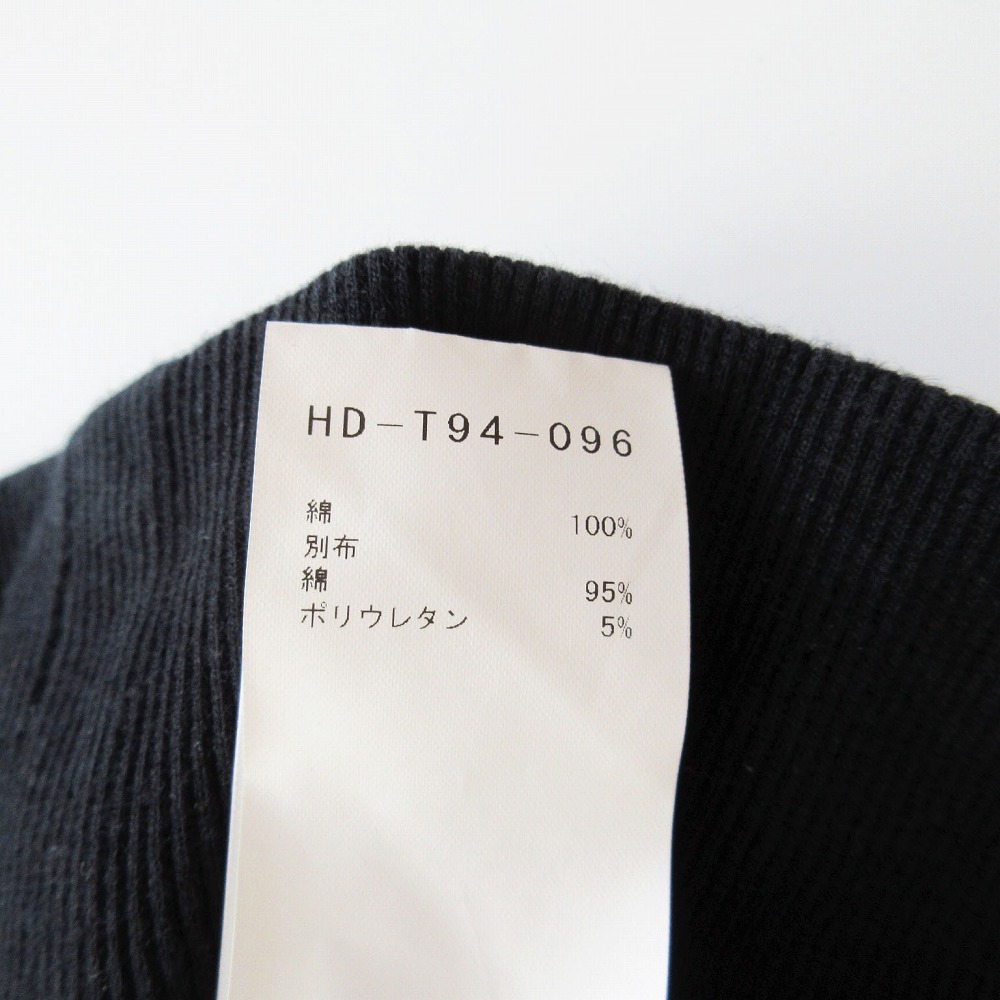 HD-T94-096
綿 100%
別布
綿 95%
ポリウレタン 5%